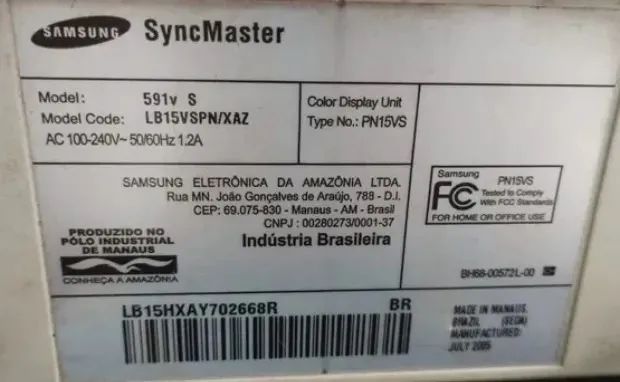 SAMSUNG SyncMaster
Model: 591v S
Model Code: LB15VSPN/XAZ
AC 100-240V~ 50/60Hz 1.2A
Color Display Unit
Type No.: PN15VS
SAMSUNG ELETRÔNICA DA AMAZÔNIA LTDA.
Rua MN. João Gonçalves de Araújo, 788 - D.I.
CEP: 69.075-830 - Manaus - AM - Brasil
CNPJ : 00280273/0001-37
Indústria Brasileira
PRODUZIDO NO
PÓLO INDUSTRIAL
DE MANAUS
CONHEÇA A AMAZÔNIA
Samsung PN15VS
FC Tested to Comply
With FCC Standards
FOR HOME OR OFFICE USE
BH68-00572L-00
LB15HXAY702668R BR
MADE IN MANAUS,
BRAZIL (SEDA)
MANUFACTURED:
JULY 2005